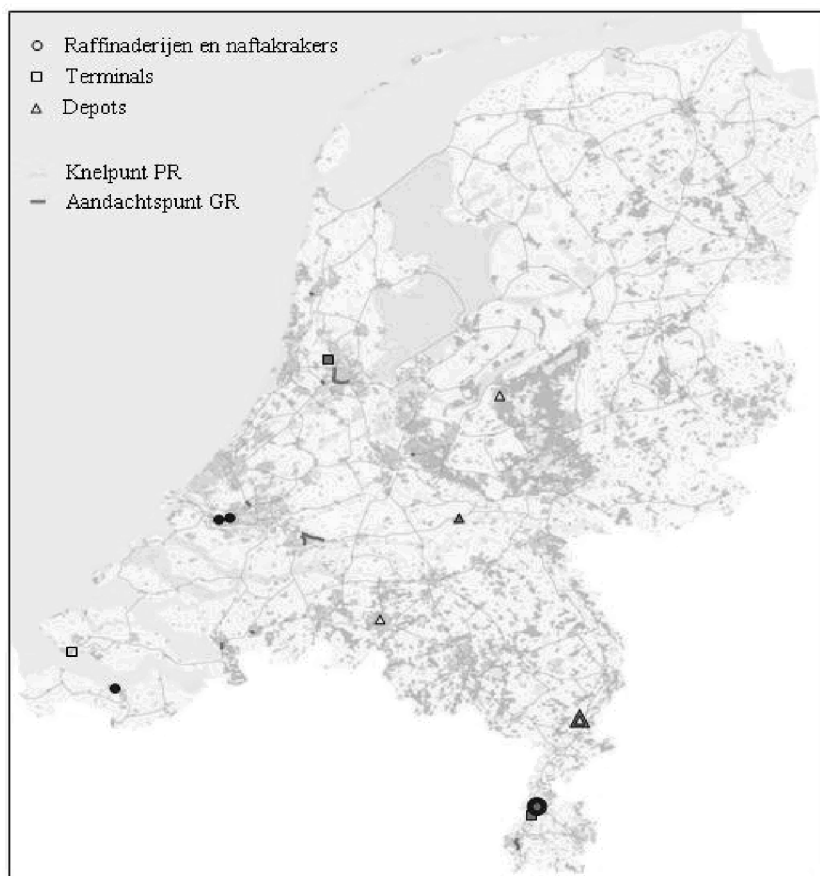 Raffinaderijen en naftakrakers
Terminals
Depots
Knelpunt PR
Aandachtspunt GR